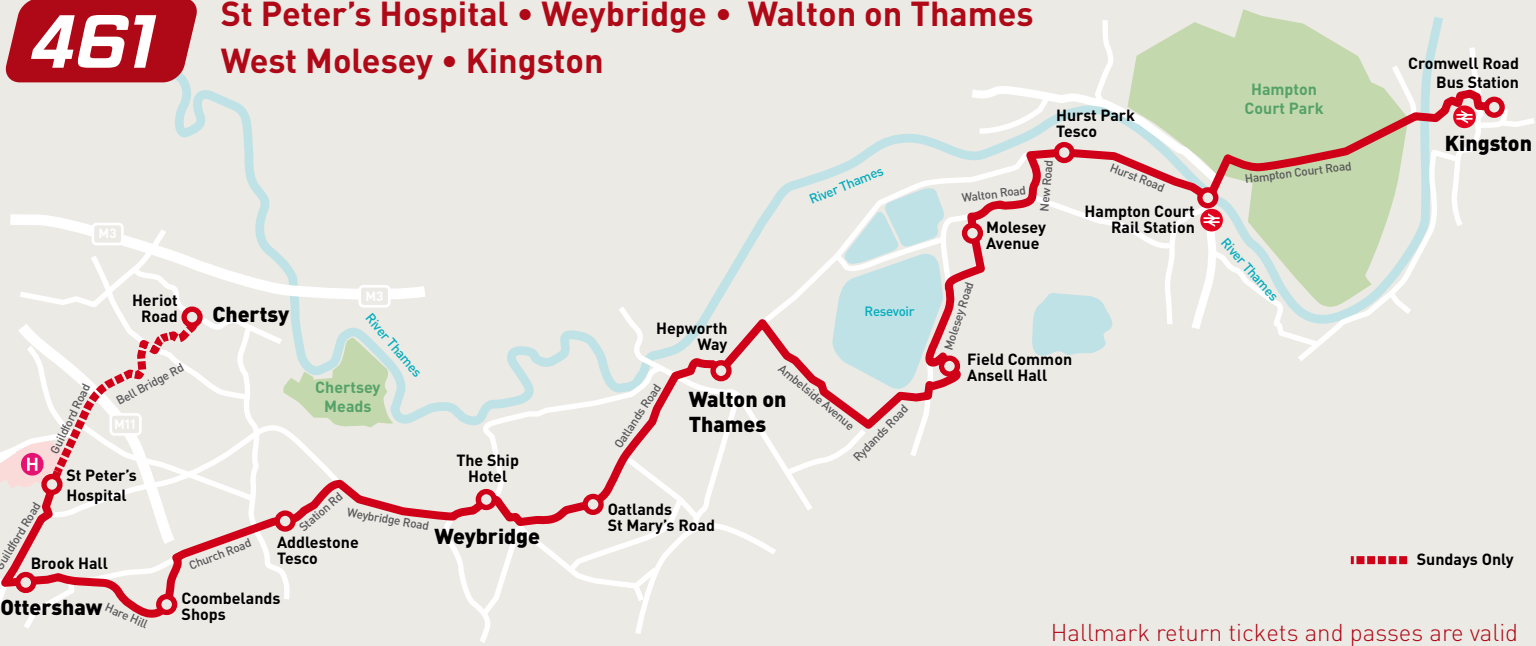 461
St Peter's Hospital • Weybridge • Walton on Thames
West Molesey • Kingston
Cromwell Road
Bus Station
Kingston
Hampton
Court Park
Hampton Court Road
Hurst Park
Tesco
Hurst Road
Hampton Court
Rail Station
River Thames
River Thames
New Road
Walton Road
Molesey
Avenue
Resevoir
Molesey Road
Field Common
Ansell Hall
Rydands Road
Ambelside Avenue
Hepworth
Way
Walton on
Thames
Oatlands Road
Oatlands
St Mary's Road
The Ship
Hotel
Weybridge
Weybridge Road
Station Rd
Addlestone
Tesco
Church Road
Coombelands
Shops
Hare Hill
Brook Hall
Ottershaw
Guildford Road
H
St Peter's
Hospital
Guildford Road
Bell Bridge Rd
M11
Heriot
Road
Chertsy
M3
M3
River Thames
Chertsey
Meads
Sundays Only
Hallmark return tickets and passes are valid